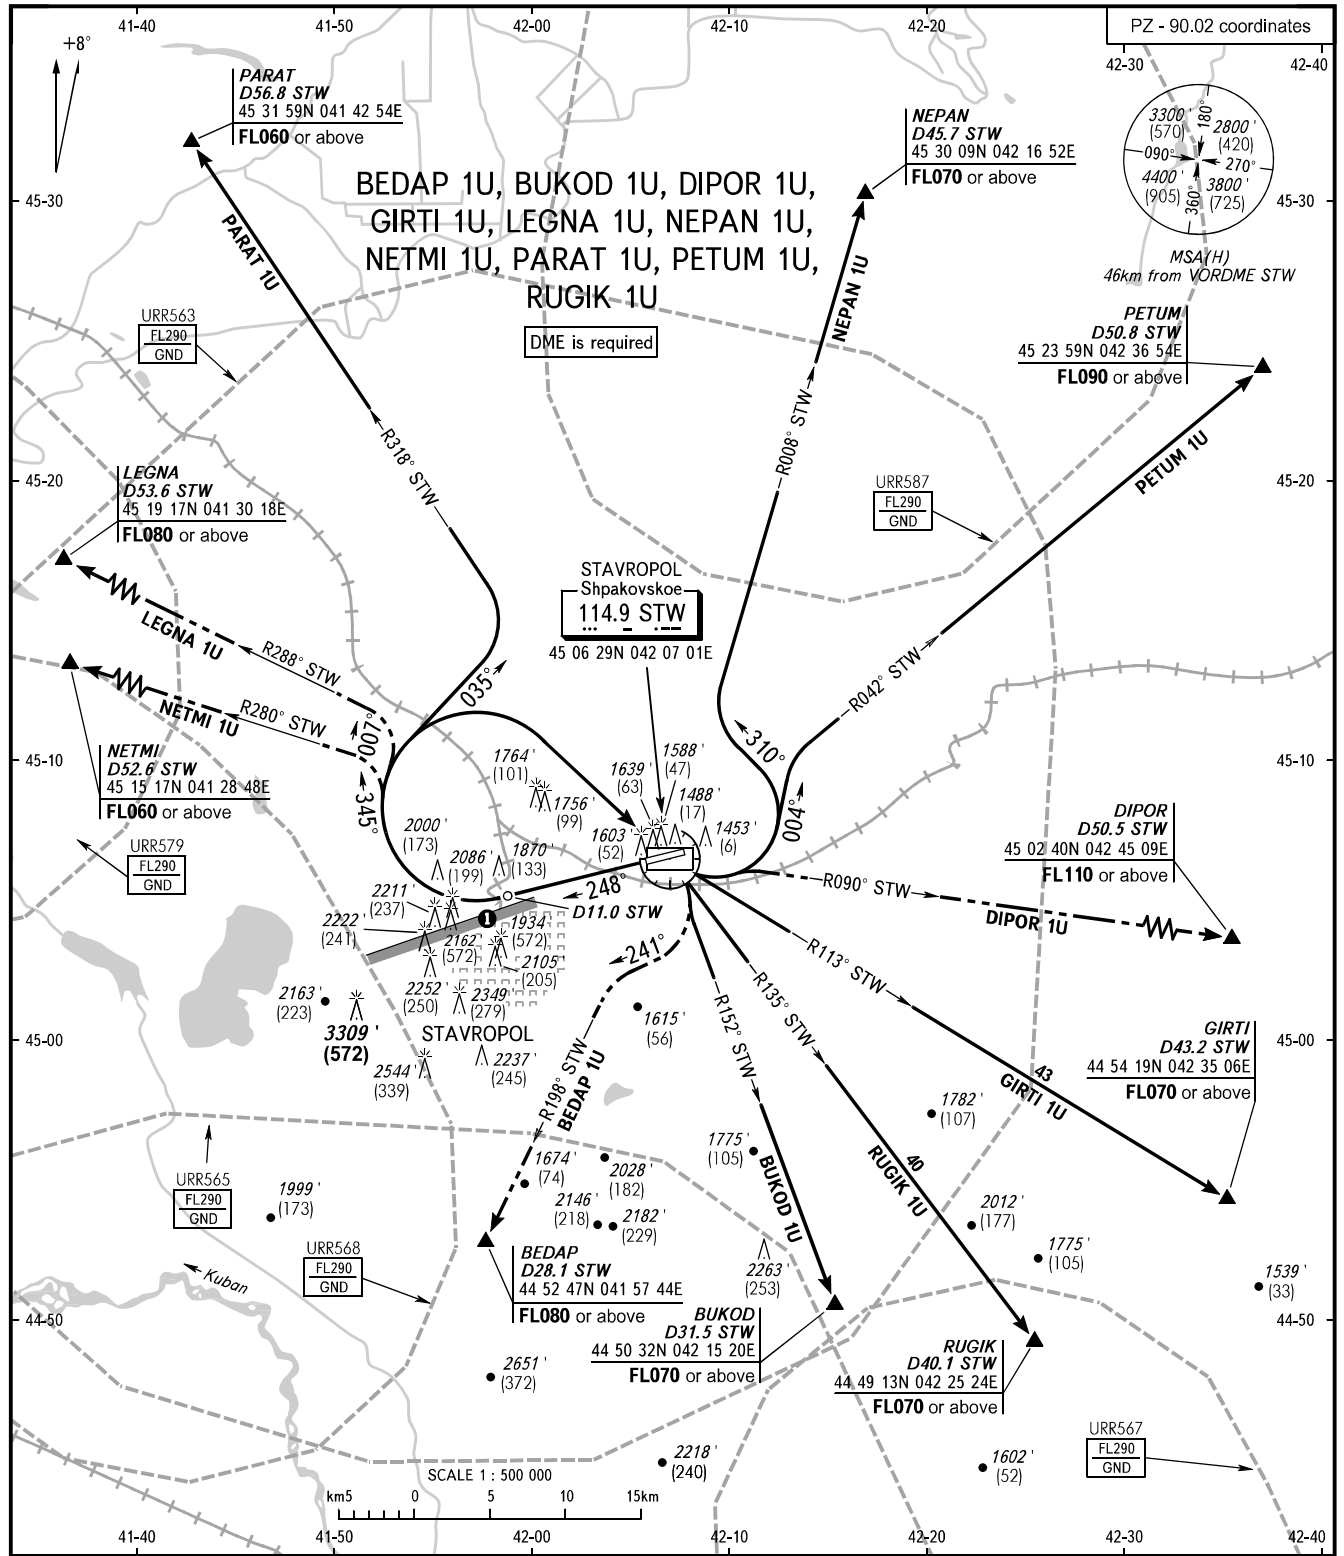 41-40
41-50
42-00
42-10
42-20
PZ - 90.02 coordinates
42-30
42-40
+8°
PARAT
D56.8 STW
45 31 59N 041 42 54E
FL060 or above
NEPAN
D45.7 STW
45 30 09N 042 16 52E
FL070 or above
3300'
(570)
180°
2800'
(420)
090°
270°
4400'
(905)
360°
3800'
(725)
MSA(H)
46km from VORDME STW
BEDAP 1U, BUKOD 1U, DIPOR 1U,
GIRTI 1U, LEGNA 1U, NEPAN 1U,
NETMI 1U, PARAT 1U, PETUM 1U,
RUGIK 1U
DME is required
45-30
45-30
PARAT 1U
NEPAN 1U
URR563
FL290
GND
PETUM
D50.8 STW
45 23 59N 042 36 54E
FL090 or above
R318° STW
R008° STW
PETUM 1U
45-20
45-20
LEGNA
D53.6 STW
45 19 17N 041 30 18E
FL080 or above
URR587
FL290
GND
STAVROPOL
Shpakovskoe
114.9 STW
45 06 29N 042 07 01E
LEGNA 1U
R288° STW
035°
R042° STW
NETMI 1U
R280° STW
007°
310°
45-10
45-10
NETMI
D52.6 STW
45 15 17N 041 28 48E
FL060 or above
345°
004°
1764'
(101)
1756'
(99)
1639'
(63)
1588'
(47)
1488'
(17)
1603'
(52)
1453'
(6)
2000'
(173)
2086'
(199)
1870'
(133)
DIPOR
D50.5 STW
45 02 40N 042 45 09E
FL110 or above
URR579
FL290
GND
2211'
(237)
248°
D11.0 STW
R090° STW
DIPOR 1U
2222'
(241)
1
2162'
(572)
1934'
(572)
2105'
(205)
241°
R113° STW
2252'
(250)
2349'
(279)
2163'
(223)
3309'
(572)
STAVROPOL
2544'
(339)
2237'
(245)
1615'
(56)
R152° STW
R135° STW
45-00
45-00
GIRTI
D43.2 STW
44 54 19N 042 35 06E
FL070 or above
43
GIRTI 1U
R198° STW
BEDAP 1U
1782'
(107)
1775'
(105)
BUKOD 1U
40
RUGIK 1U
URR565
FL290
GND
1999'
(173)
1674'
(74)
2028'
(182)
2146'
(218)
2182'
(229)
2012'
(177)
1775'
(105)
2263'
(253)
1539'
(33)
URR568
FL290
GND
Kuban
BEDAP
D28.1 STW
44 52 47N 041 57 44E
FL080 or above
BUKOD
D31.5 STW
44 50 32N 042 15 20E
FL070 or above
44-50
44-50
RUGIK
D40.1 STW
44 49 13N 042 25 24E
FL070 or above
2651'
(372)
URR567
FL290
GND
2218'
(240)
1602'
(52)
SCALE 1 : 500 000
km5 0 5 10 15km
41-40
41-50
42-00
42-10
42-20
42-30
42-40